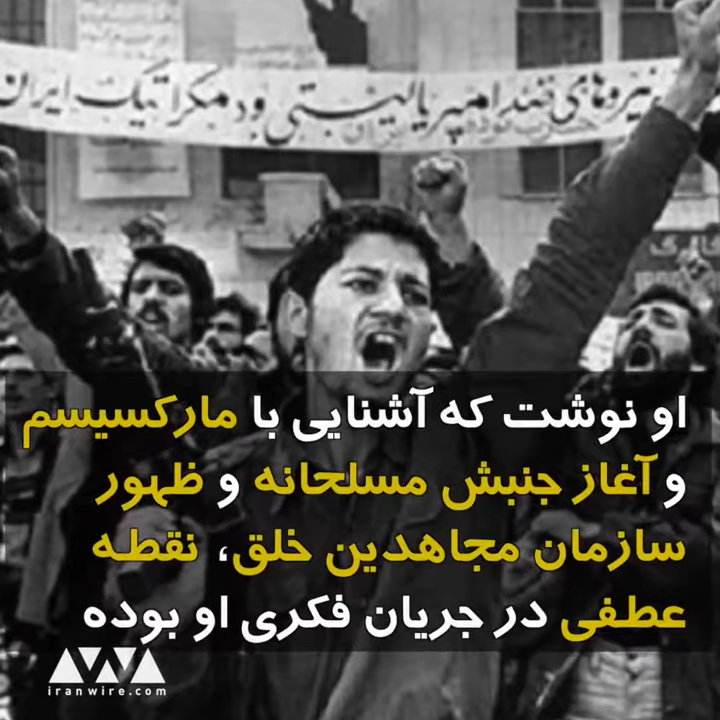 نیروهای ضد امپریالیستی و دمکراتیک ایران
او نوشت که آشنایی با مارکسیسم
و آغاز جنبش مسلحانه و ظهور
سازمان مجاهدین خلق، نقطه
عطفی در جریان فکری او بوده
iranwire.com